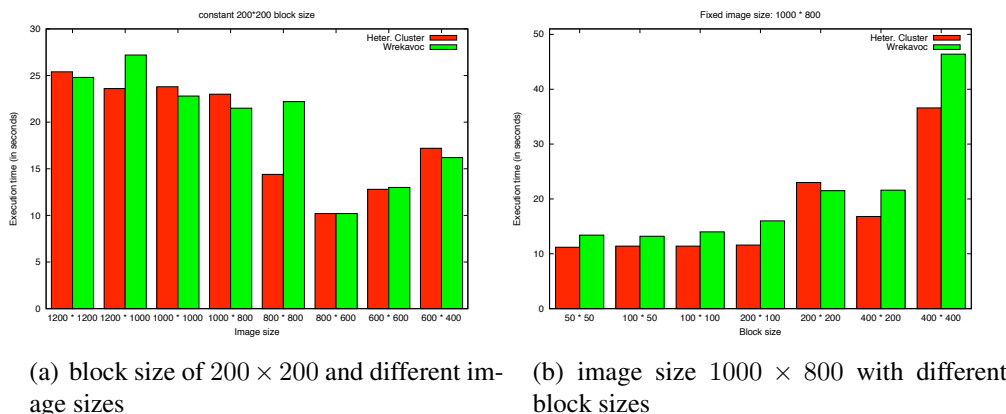 constant 200*200 block size
Heter. Cluster
Wrekavoc
Execution time (in seconds)
30
25
20
15
10
5
0
1200 * 1200 1200 * 1000 1000 * 1000 1000 * 800 800 * 800 800 * 600 600 * 600 600 * 400
Image size
Fixed image size: 1000 * 800
Heter. Cluster
Wrekavoc
Execution time (in seconds)
50
40
30
20
10
0
50 * 50 100 * 50 100 * 100 200 * 100 200 * 200 400 * 200 400 * 400
Block size
(a) block size of 200 × 200 and different im-
age sizes
(b) image size 1000 × 800 with different
block sizes